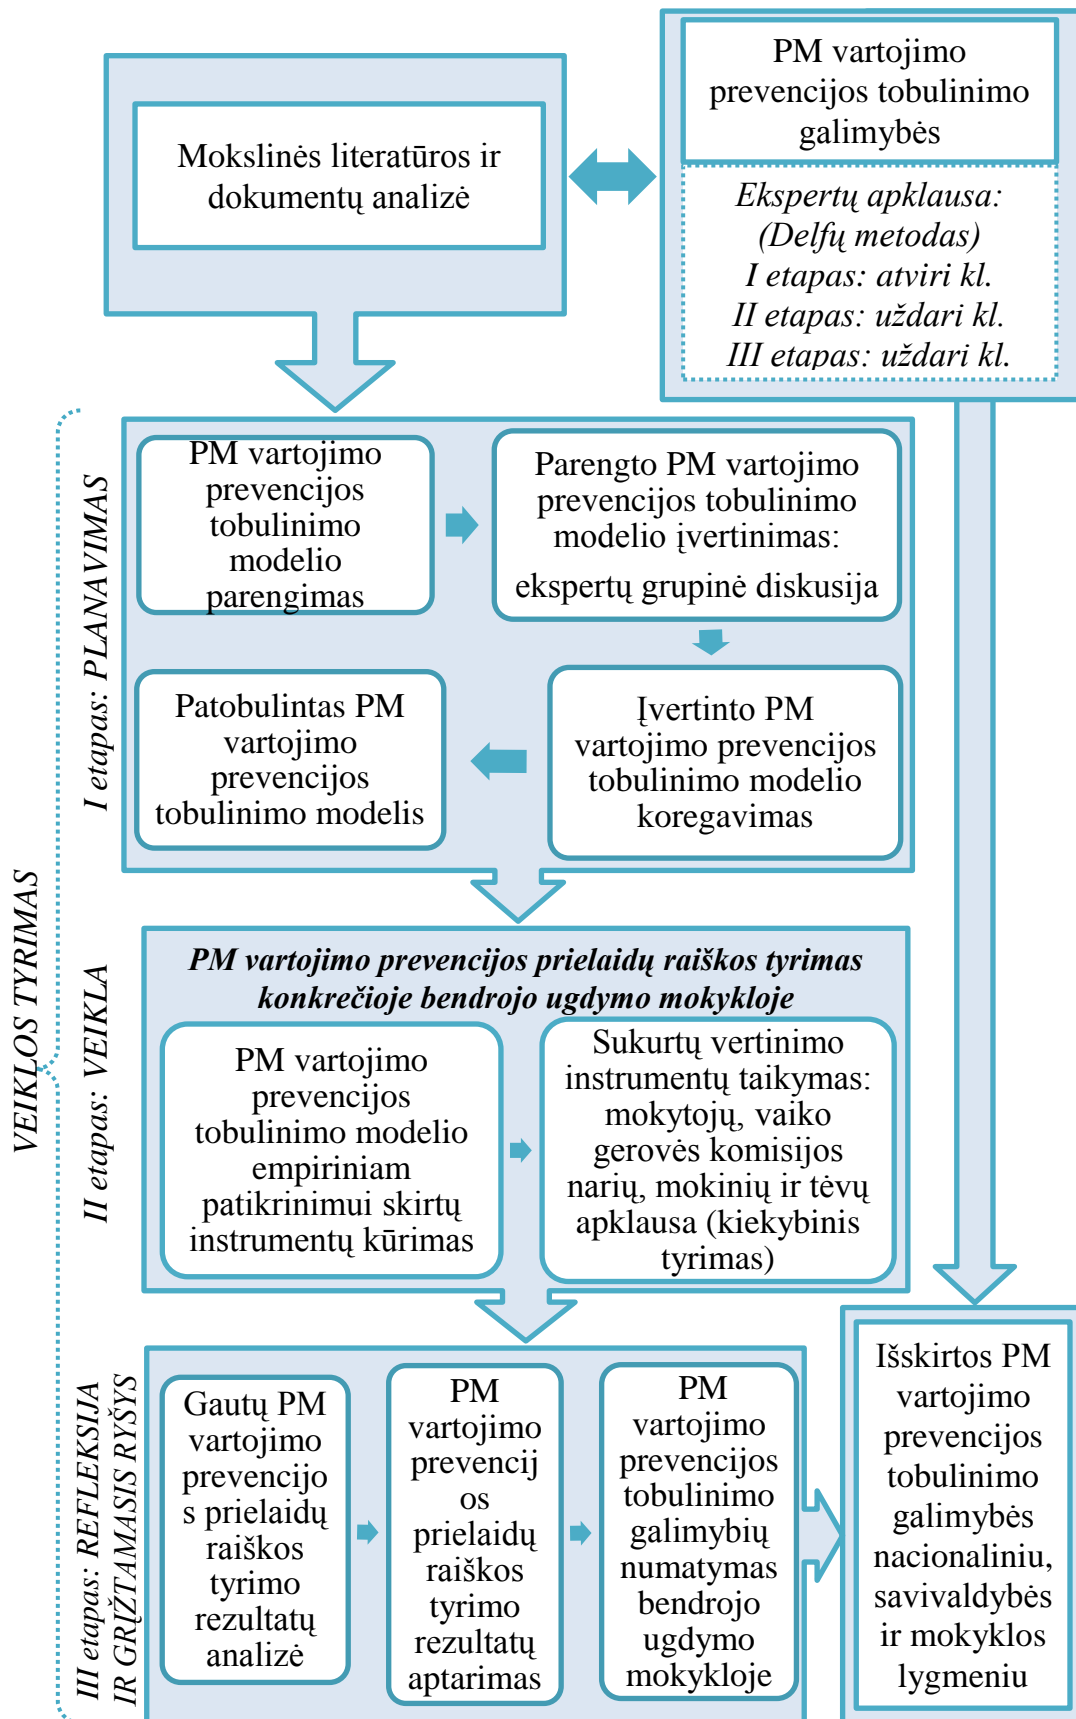 Mokslinės literatūros ir
dokumentų analizė
PM vartojimo
prevencijos tobulinimo
galimybės
Ekspertų apklausa:
(Delfų metodas)
I etapas: atviri kl.
II etapas: uždari kl.
III etapas: uždari kl.
VEIKLOS TYRIMAS
I etapas: PLANAVIMAS
PM vartojimo
prevencijos
tobulinimo
modelio
parengimas
Parengto PM vartojimo
prevencijos tobulinimo
modelio įvertinimas:
ekspertų grupinė diskusija
Patobulintas PM
vartojimo
prevencijos
tobulinimo modelis
Įvertinto PM
vartojimo prevencijos
tobulinimo modelio
koregavimas
II etapas: VEIKLA
PM vartojimo prevencijos prielaidų raiškos tyrimas
konkrečioje bendrojo ugdymo mokykloje
PM vartojimo
prevencijos
tobulinimo modelio
empiriniam
patikrinimui skirtų
instrumentų kūrimas
Sukurtų vertinimo
instrumentų taikymas:
mokytojų, vaiko
gerovės komisijos
narių, mokinių ir tėvų
apklausa (kiekybinis
tyrimas)
III etapas: REFLEKSIJA
IR GRĮŽTAMASIS RYŠYS
Gautų PM
vartojimo
prevencijo
s prielaidų
raiškos
tyrimo
rezultatų
analizė
PM
vartojimo
prevencij
os
prielaidų
raiškos
tyrimo
rezultatų
aptarimas
PM
vartojimo
prevencijos
tobulinimo
galimybių
numatymas
bendrojo
ugdymo
mokykloje
Išskirtos PM
vartojimo
prevencijos
tobulinimo
galimybės
nacionaliniu,
savivaldybės
ir mokyklos
lygmeniu